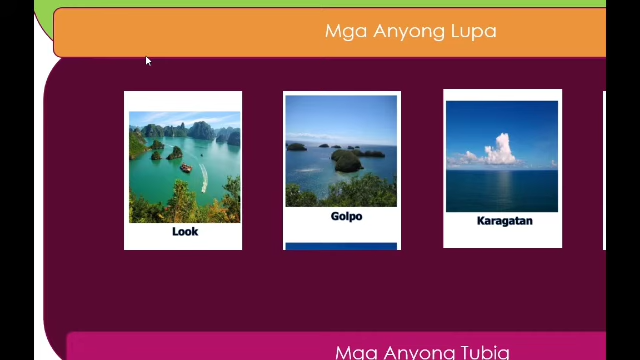 Mga Anyong Lupa
Look
Golpo
Karagatan
Mga Anyong Tubig